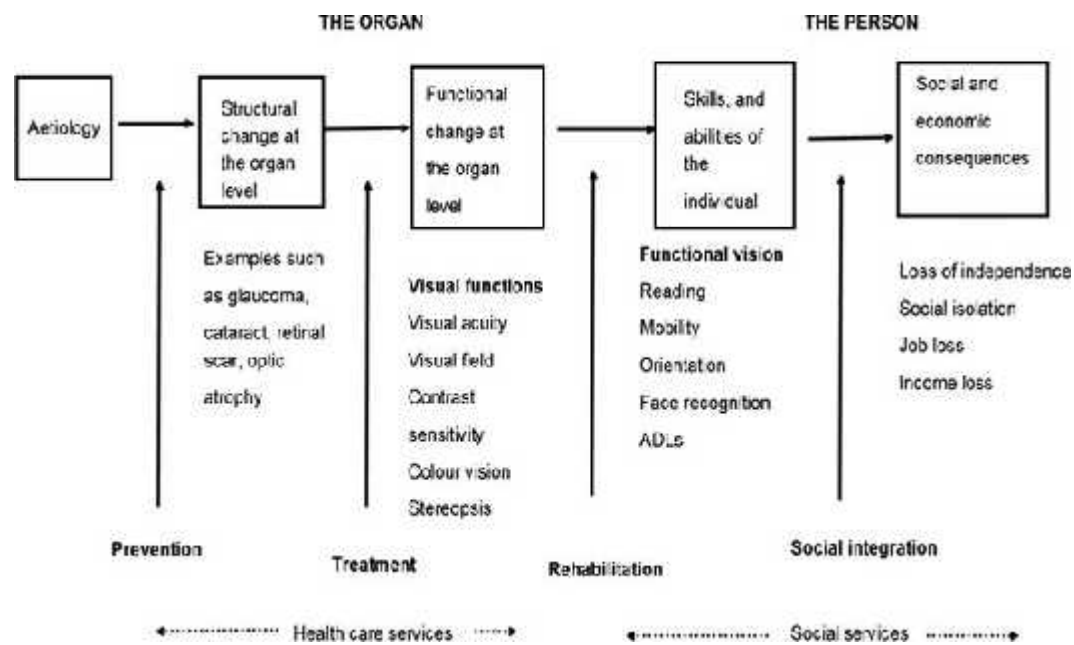 THE ORGAN
THE PERSON
Aetiology
Structural
change at
the organ
level
Functional
change at
the organ
level
Skills, and
abilities of
the
individual
Social and
economic
consequences
Examples such
as glaucoma,
cataract, retinal
scar, optic
atrophy
Visual functions
Visual acuity
Visual field
Contrast
sensitivity
Colour vision
Stereopsis
Functional vision
Reading
Mobility
Orientation
Face recognition
ADLs
Loss of independence
Social isolation
Job loss
Income loss
Prevention
Treatment
Rehabilitation
Social integration
Health care services
Social services